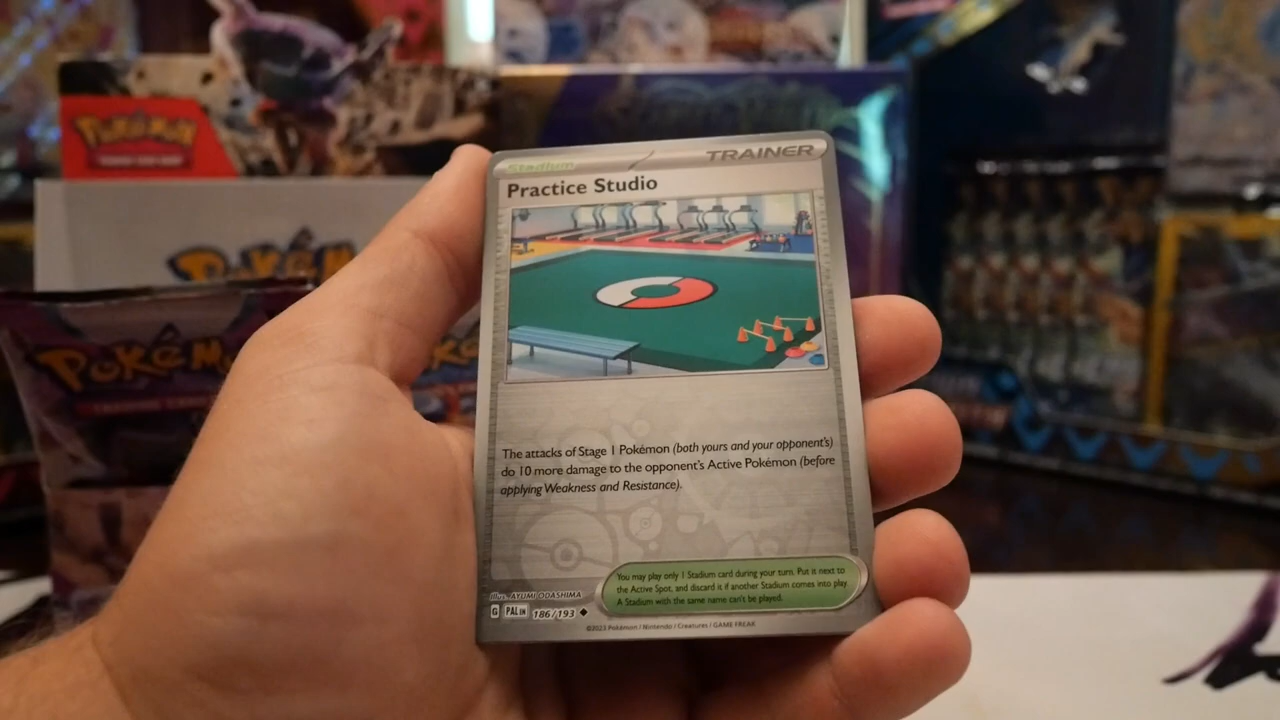 Pokémon
POKÉM
POKÉM
Stadium
TRAINER
Practice Studio
The attacks of Stage 1 Pokémon (both yours and your opponent's)
do 10 more damage to the opponent's Active Pokémon (before
applying Weakness and Resistance).
You may play only 1 Stadium card during your turn. Put it next to
the Active Spot, and discard it if another Stadium comes into play.
A Stadium with the same name can't be played.
Illus. AYUMI ODASHIMA
G PAL EN 186/193
©2023 Pokémon / Nintendo / Creatures / GAME FREAK